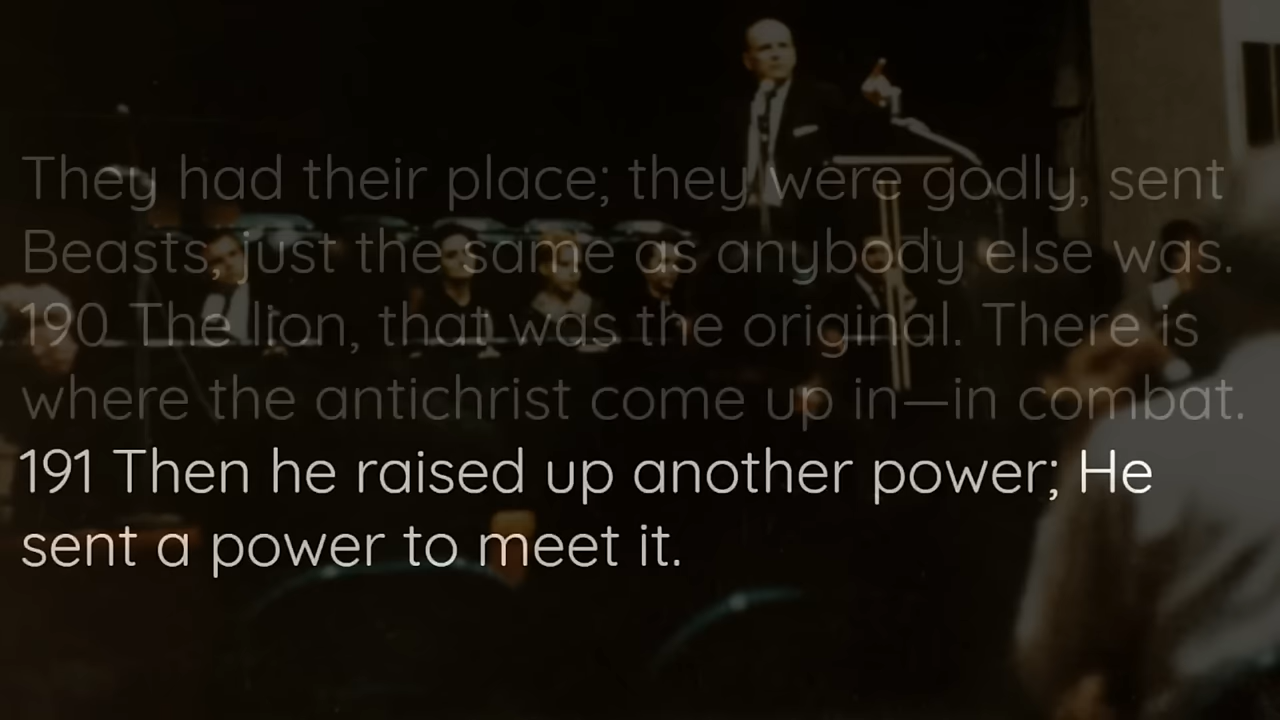 They had their place; they were godly, sent
Beasts, just the same as anybody else was.
190 The lion, that was the original. There is
where the antichrist come up in—in combat.
191 Then he raised up another power; He
sent a power to meet it.